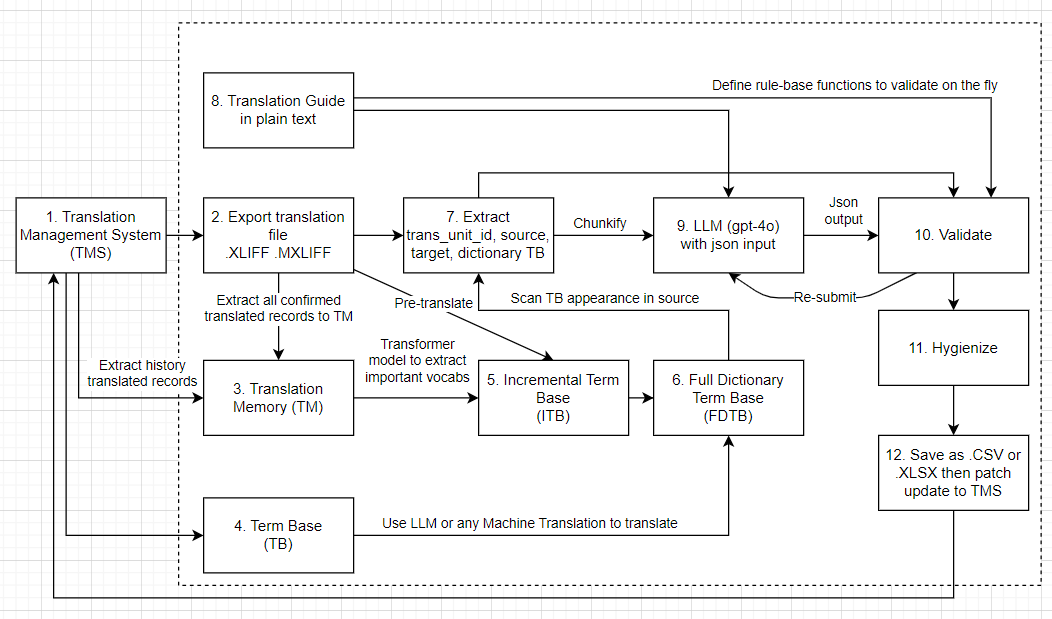 Define rule-base functions to validate on the fly
8. Translation Guide
in plain text
1. Translation
Management System
(TMS)
2. Export translation
file
.XLIFF .MXLIFF
7. Extract
trans_unit_id, source,
target, dictionary TB
Chunkify
9. LLM (gpt-4o)
with json input
Json
output
10. Validate
Extract all confirmed
translated records to TM
Pre-translate
Scan TB appearance in source
Re-submit
Extract history
translated records
3. Translation
Memory (TM)
Transformer
model to extract
important vocabs
5. Incremental Term
Base
(ITB)
6. Full Dictionary
Term Base
(FDTB)
11. Hygienize
4. Term Base
(TB)
Use LLM or any Machine Translation to translate
12. Save as .CSV or
.XLSX then patch
update to TMS